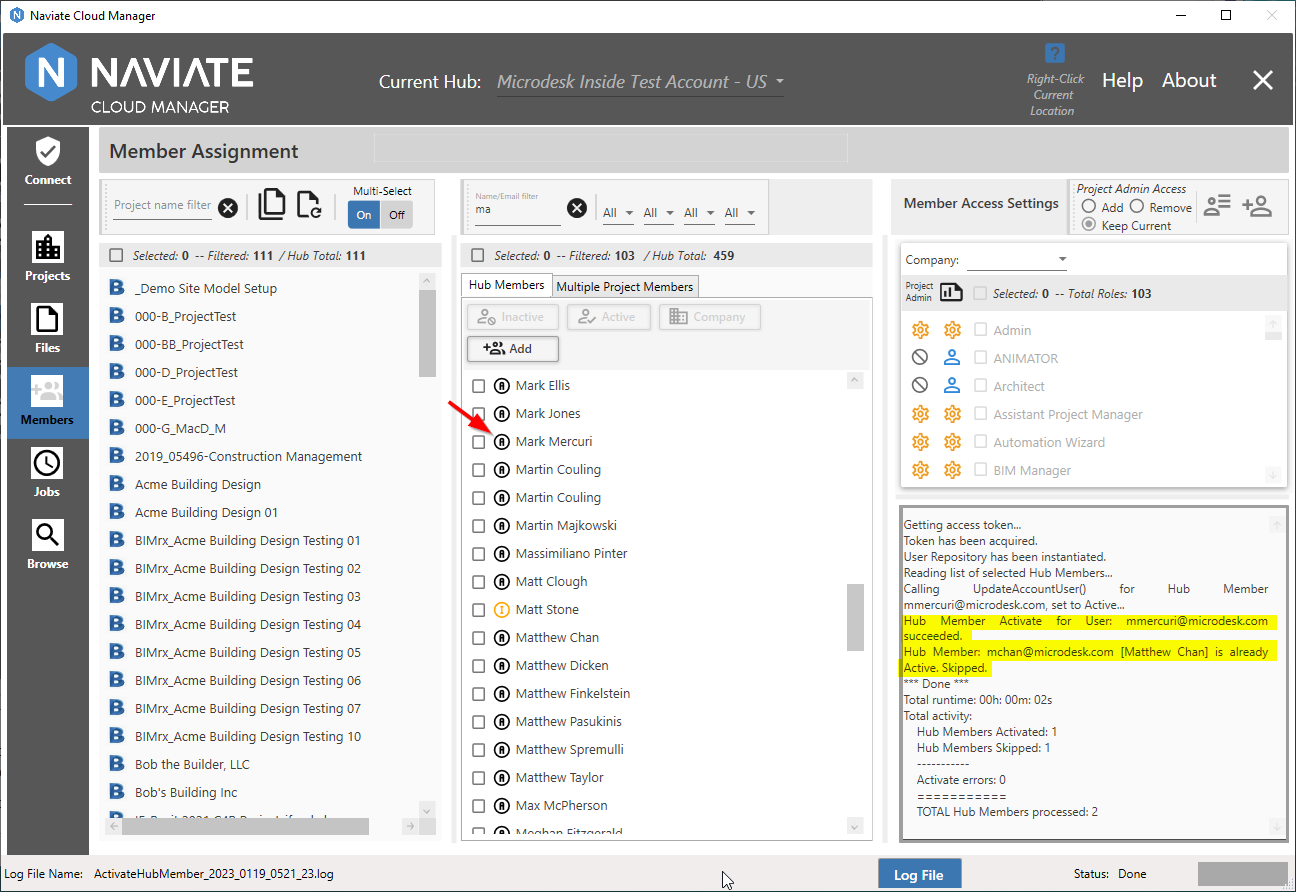 Naviate Cloud Manager
NAVIATE
CLOUD MANAGER
Current Hub: Microdesk Inside Test Account - US
?
Right-Click
Current
Location
Help About
Connect
Projects
Files
Members
Jobs
Browse
Member Assignment
Project name filter
Multi-Select
On Off
Selected: 0 -- Filtered: 111 / Hub Total: 111
_Demo Site Model Setup
000-B_ProjectTest
000-BB_ProjectTest
000-D_ProjectTest
000-E_ProjectTest
000-G_MacD_M
2019_05496-Construction Management
Acme Building Design
Acme Building Design 01
BIMrx_Acme Building Design Testing 01
BIMrx_Acme Building Design Testing 02
BIMrx_Acme Building Design Testing 03
BIMrx_Acme Building Design Testing 04
BIMrx_Acme Building Design Testing 05
BIMrx_Acme Building Design Testing 06
BIMrx_Acme Building Design Testing 07
BIMrx_Acme Building Design Testing 10
Bob the Builder, LLC
Bob's Building Inc
Name/Email filter
ma
All All All All
Selected: 0 -- Filtered: 103 / Hub Total: 459
Hub Members Multiple Project Members
Inactive Active Company
Add
Mark Ellis
Mark Jones
Mark Mercuri
Martin Couling
Martin Couling
Martin Majkowski
Massimiliano Pinter
Matt Clough
Matt Stone
Matthew Chan
Matthew Dicken
Matthew Finkelstein
Matthew Pasukinis
Matthew Spremulli
Matthew Taylor
Max McPherson
Meghan Fitzgerald
Member Access Settings
Project Admin Access
Add Remove
Keep Current
Company:
Project
Admin
Selected: 0 -- Total Roles: 103
Admin
ANIMATOR
Architect
Assistant Project Manager
Automation Wizard
BIM Manager
Getting access token...
Token has been acquired.
User Repository has been instantiated.
Reading list of selected Hub Members...
Calling UpdateAccountUser() for Hub Member
mmercuri@microdesk.com, set to Active...
Hub Member Activate for User: mmercuri@microdesk.com
succeeded.
Hub Member: mchan@microdesk.com [Matthew Chan] is already
Active. Skipped.
*** Done ***
Total runtime: 00h: 00m: 02s
Total activity:
Hub Members Activated: 1
Hub Members Skipped: 1
-----------
Activate errors: 0
===========
TOTAL Hub Members processed: 2
Log File Name: ActivateHubMember_2023_0119_0521_23.log
Log File
Status: Done